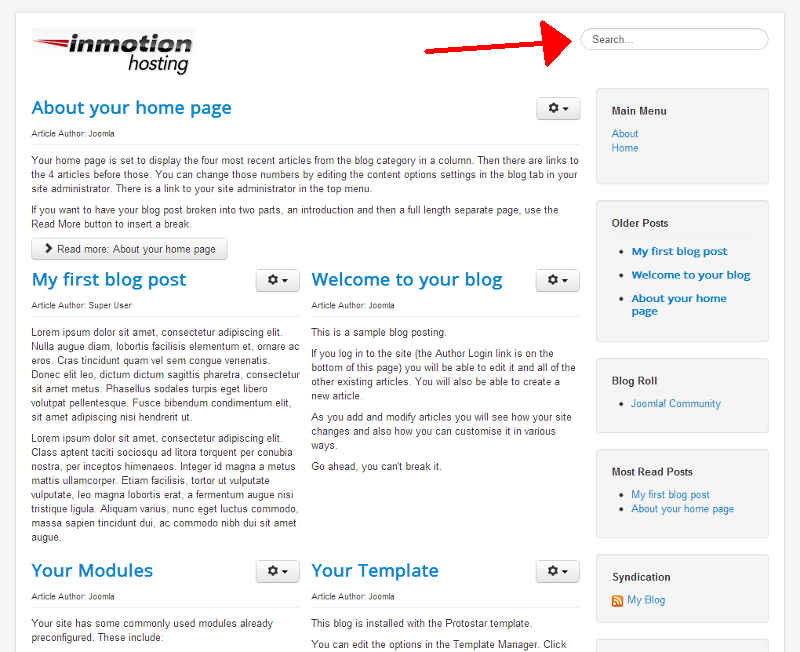 inmotion
hosting
Search...
About your home page
Article Author: Joomla
Your home page is set to display the four most recent articles from the blog category in a column. Then there are links to
the 4 articles before those. You can change those numbers by editing the content options settings in the blog tab in your
site administrator. There is a link to your site administrator in the top menu.
If you want to have your blog post broken into two parts, an introduction and then a full length separate page, use the
Read More button to insert a break.
Read more: About your home page
My first blog post
Article Author: Super User
Lorem ipsum dolor sit amet, consectetur adipiscing elit.
Nulla augue diam, lobortis facilisis elementum et, ornare ac
eros. Cras tincidunt quam vel sem congue venenatis.
Donec elit leo, dictum dictum sagittis pharetra, consectetur
sit amet metus. Phasellus sodales turpis eget libero
volutpat pellentesque. Fusce bibendum condimentum elit,
sit amet adipiscing nisi hendrerit ut.
Lorem ipsum dolor sit amet, consectetur adipiscing elit.
Class aptent taciti sociosqu ad litora torquent per conubia
nostra, per inceptos himenaeos. Integer id magna a metus
mattis ullamcorper. Etiam facilisis, tortor ut vulputate
vulputate, leo magna lobortis erat, a fermentum augue nisi
tristique ligula. Aliquam varius, nunc eget luctus commodo,
massa sapien tincidunt dui, ac commodo nibh dui sit amet
augue.
Welcome to your blog
Article Author: Joomla
This is a sample blog posting.
If you log in to the site (the Author Login link is on the
bottom of this page) you will be able to edit it and all of the
other existing articles. You will also be able to create a
new article.
As you add and modify articles you will see how your site
changes and also how you can customise it in various
ways.
Go ahead, you can't break it.
Your Modules
Article Author: Joomla
Your site has some commonly used modules already
preconfigured. These include:
Your Template
Article Author: Joomla
This blog is installed with the Protostar template.
You can edit the options in the Template Manager. Click
Main Menu
About
Home
Older Posts
My first blog post
Welcome to your blog
About your home
page
Blog Roll
Joomla! Community
Most Read Posts
My first blog post
About your home page
Syndication
My Blog